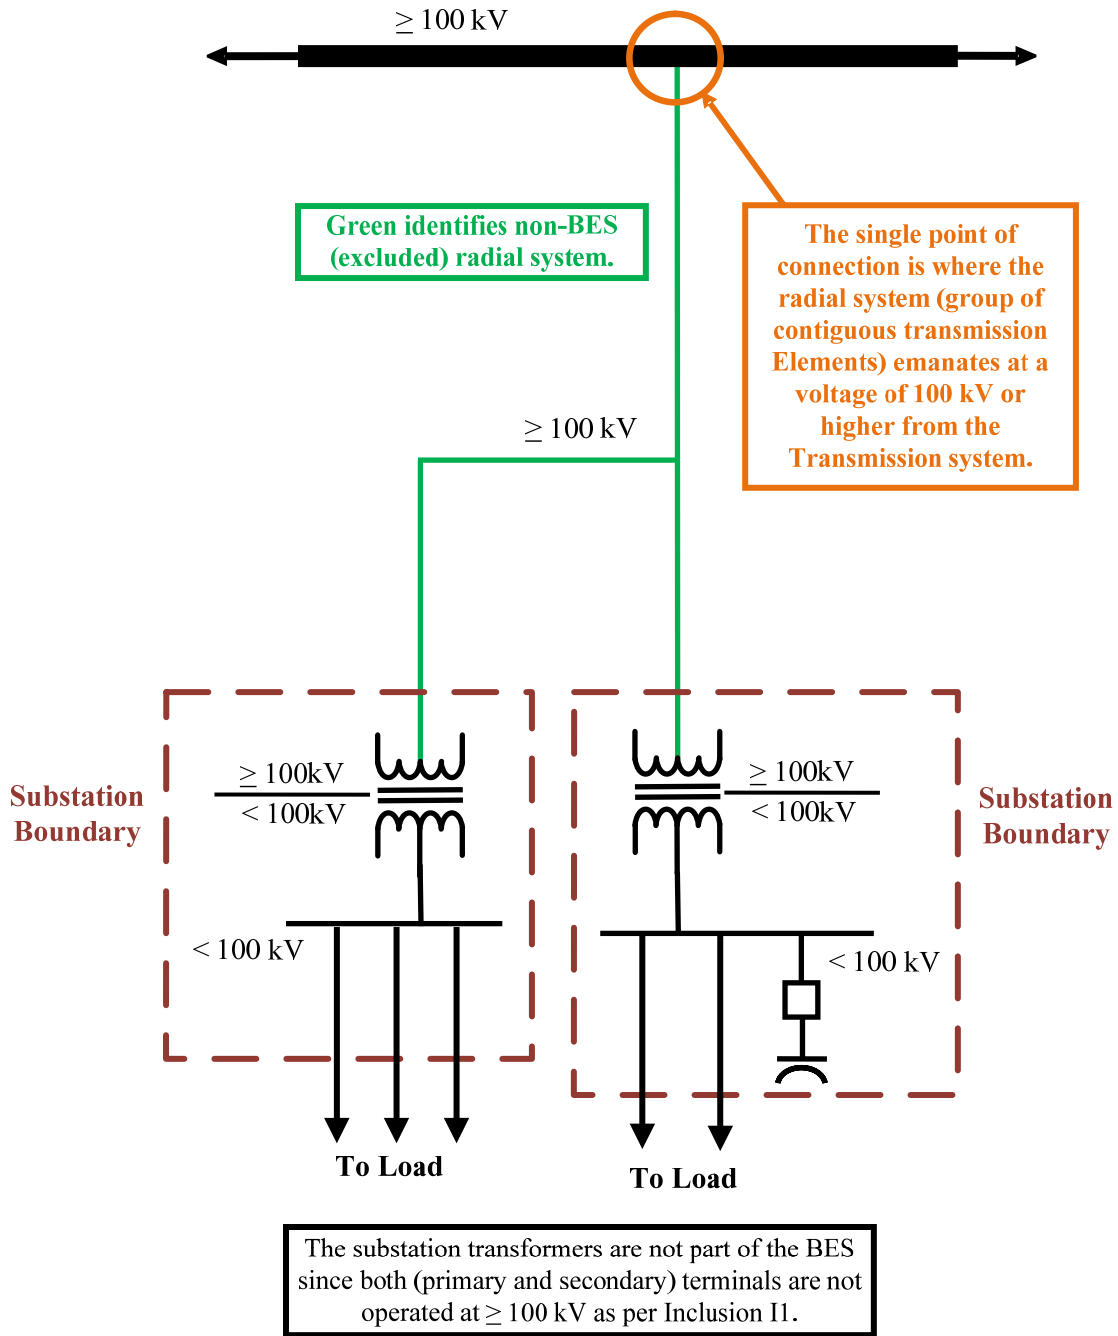 ≥ 100 kV
Green identifies non-BES
(excluded) radial system.
The single point of
connection is where the
radial system (group of
contiguous transmission
Elements) emanates at a
voltage of 100 kV or
higher from the
Transmission system.
≥ 100 kV
Substation
Boundary
≥ 100kV
< 100kV
≥ 100kV
< 100kV
Substation
Boundary
< 100 kV
< 100 kV
To Load
To Load
The substation transformers are not part of the BES
since both (primary and secondary) terminals are not
operated at ≥ 100 kV as per Inclusion I1.